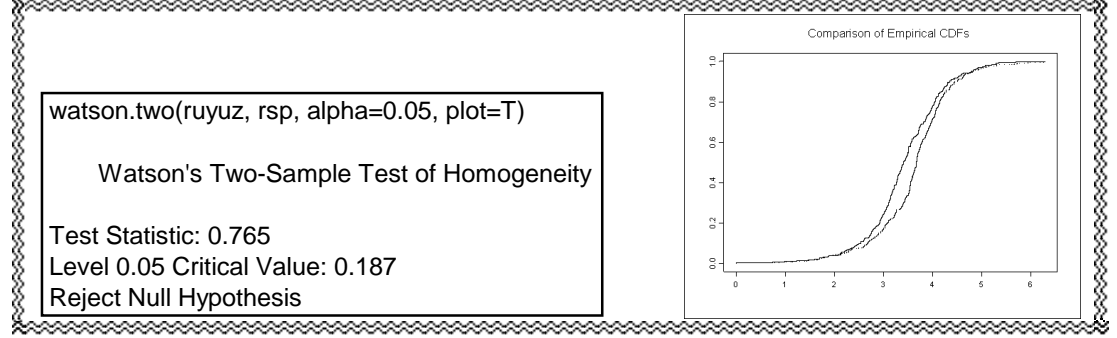 watson.two(ruyuz, rsp, alpha=0.05, plot=T)
Watson's Two-Sample Test of Homogeneity
Test Statistic: 0.765
Level 0.05 Critical Value: 0.187
Reject Null Hypothesis
Comparison of Empirical CDFs
1.0
0.8
0.6
0.4
0.2
0.0
0 1 2 3 4 5 6